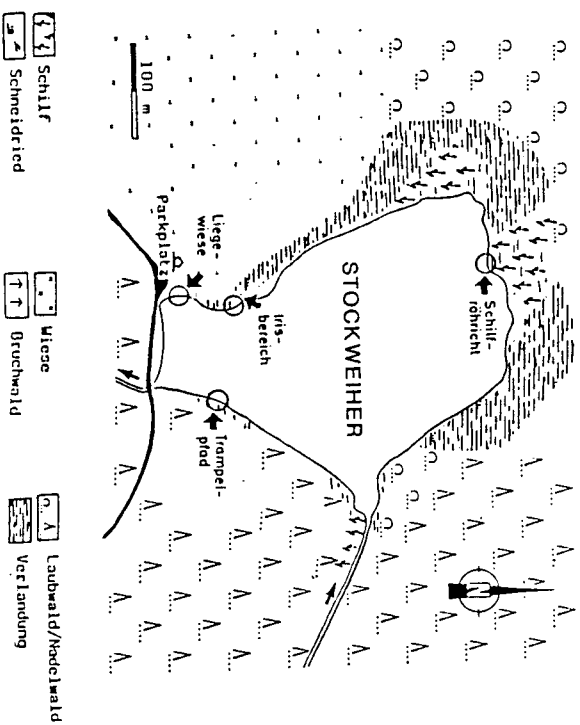 STOCKWEIHER
Schilf-
röhricht
Iris-
bereich
Liege-
wiese
Parkplatz
Trampel-
pfad
100 m
N
Schilf
Schneidried
Wiese
Bruchwald
Laubwald/Nadelwald
Verlandung